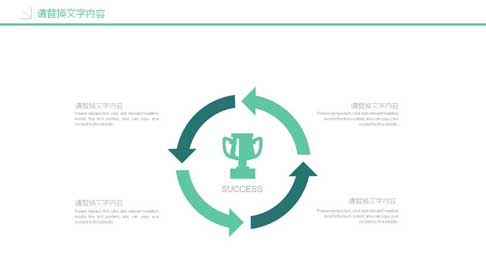 请替换文字内容
请替换文字内容
Please replace text, click add relevant headline,
modify the text content, also can copy your
content to this directly.
请替换文字内容
Please replace text, click add relevant headline,
modify the text content, also can copy your
content to this directly.
SUCCESS
请替换文字内容
Please replace text, click add relevant headline,
modify the text content, also can copy your
content to this directly.
请替换文字内容
Please replace text, click add relevant headline,
modify the text content, also can copy your
content to this directly.